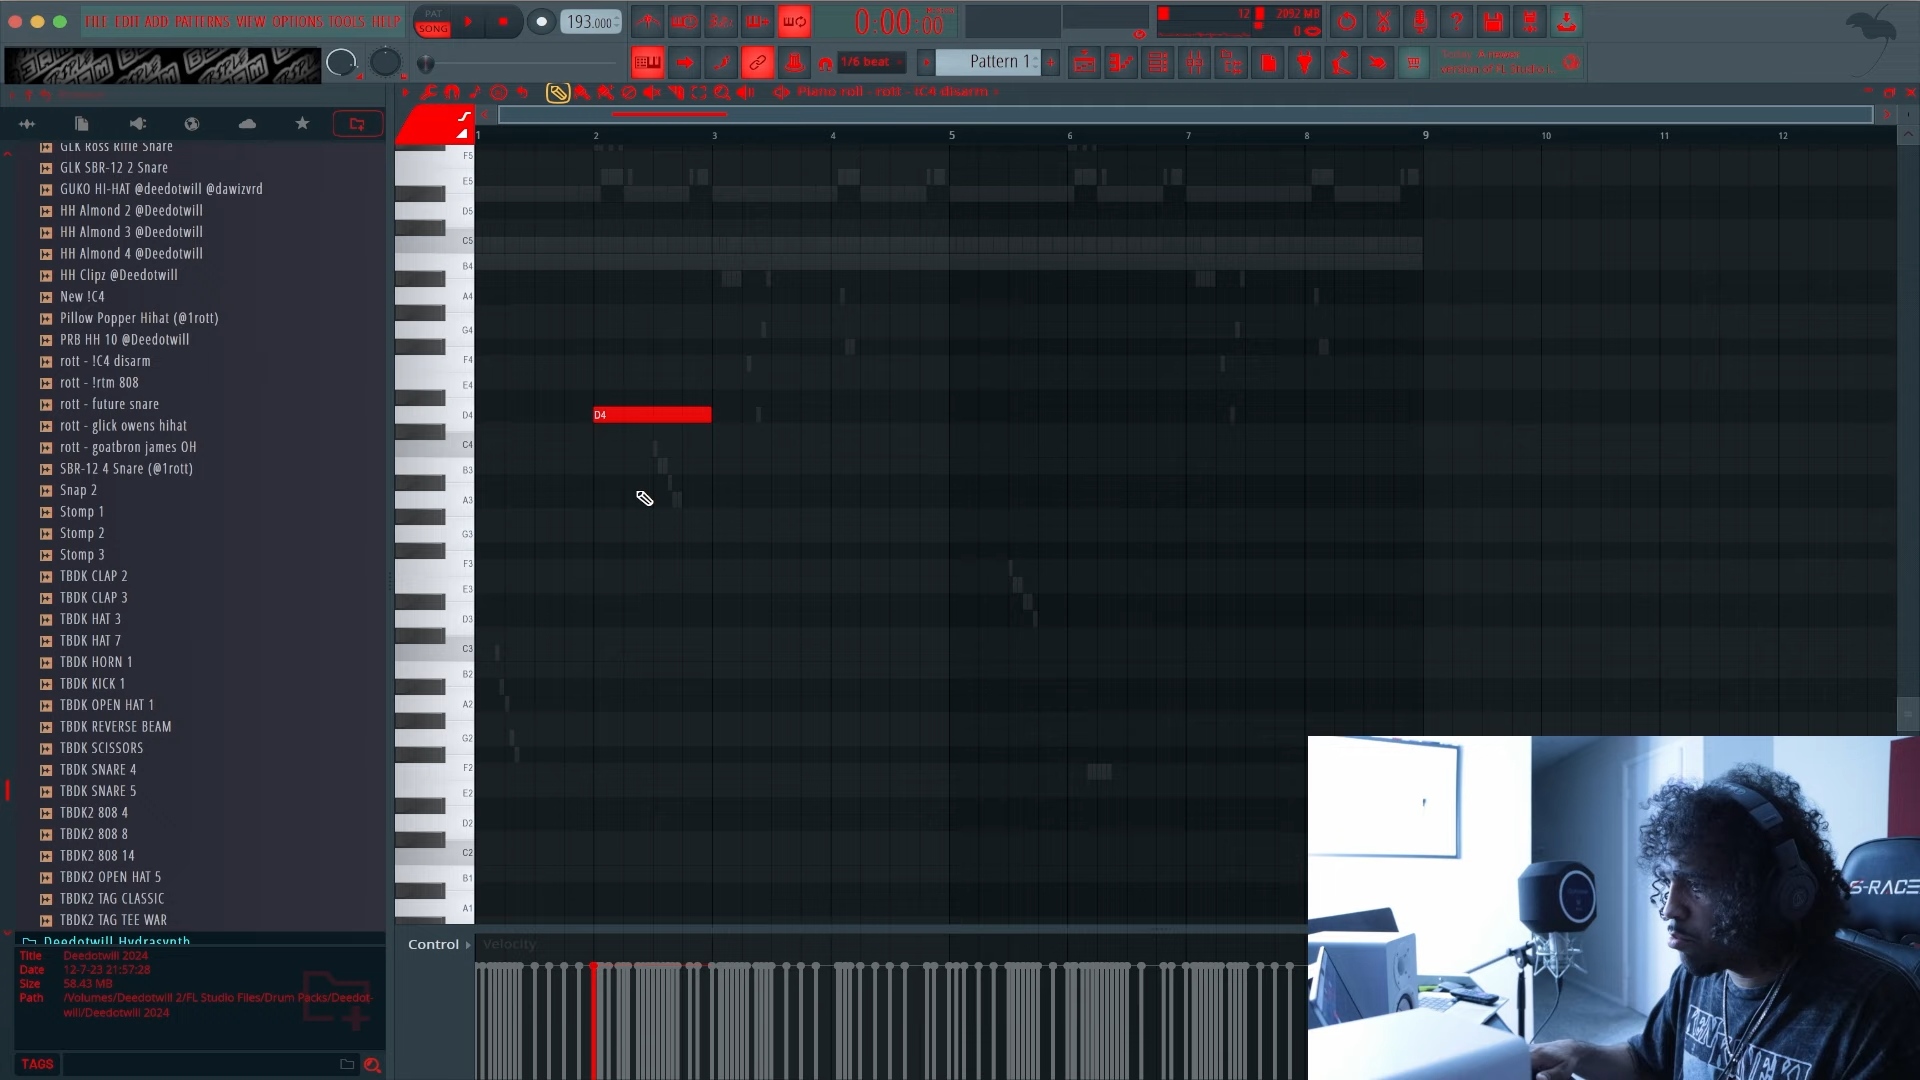 FILE EDIT ADD PATTERNS VIEW OPTIONS TOOLS HELP
PAT
SONG
193.000
0:00:00
12
2092 MB
0
1/6 beat
Pattern 1
Piano roll - rott - !C4 disarm
1 2 3 4 5 6 7 8 9 10 11 12
GLK Ross Rifle Snare
GLK SBR-12 2 Snare
GUKO HI-HAT @deedotwill @dawizvrd
HH Almond 2 @Deedotwill
HH Almond 3 @Deedotwill
HH Almond 4 @Deedotwill
HH Clipz @Deedotwill
New !C4
Pillow Popper Hihat (@1rott)
PRB HH 10 @Deedotwill
rott - !C4 disarm
rott - !rtm 808
rott - future snare
rott - glick owens hihat
rott - goatbron james OH
SBR-12 4 Snare (@1rott)
Snap 2
Stomp 1
Stomp 2
Stomp 3
TBDK CLAP 2
TBDK CLAP 3
TBDK HAT 3
TBDK HAT 7
TBDK HORN 1
TBDK KICK 1
TBDK OPEN HAT 1
TBDK REVERSE BEAM
TBDK SCISSORS
TBDK SNARE 4
TBDK SNARE 5
TBDK2 808 4
TBDK2 808 8
TBDK2 808 14
TBDK2 OPEN HAT 5
TBDK2 TAG CLASSIC
TBDK2 TAG TEE WAR
Deedotwill Hydrasynth
Title Deedotwill 2024
Date 12-7-23 21:57:28
Size 58.43 MB
Path /Volumes/Deedotwill 2/FL Studio Files/Drum Packs/Deedot-
will/Deedotwill 2024
TAGS
F5
E5
D5
C5
B4
A4
G4
F4
E4
D4
D4
C4
B3
A3
G3
F3
E3
D3
C3
B2
A2
G2
F2
E2
D2
C2
B1
A1
Control
Velocity
S-RACE